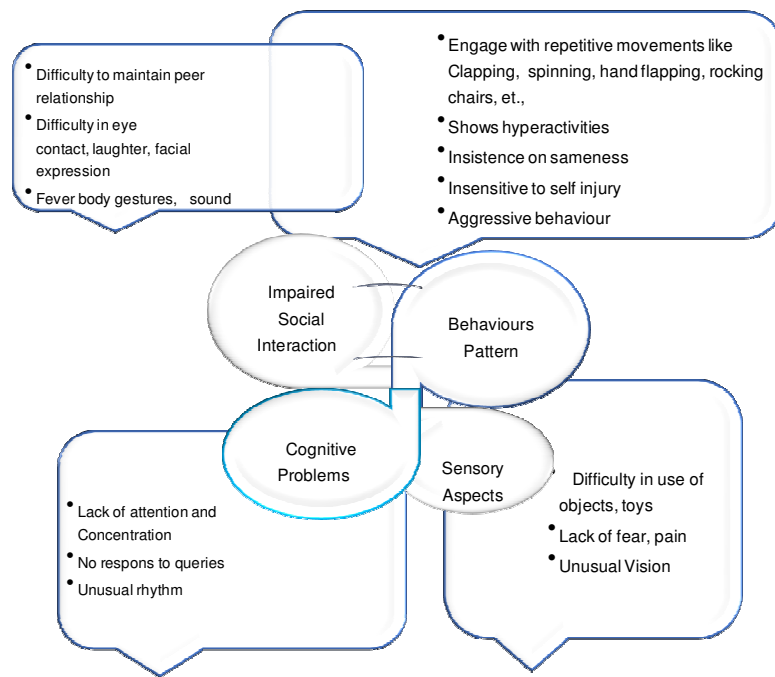 • Difficulty to maintain peer
relationship
• Difficulty in eye
contact, laughter, facial
expression
• Fever body gestures, sound
• Engage with repetitive movements like
Clapping, spinning, hand flapping, rocking
chairs, et.,
• Shows hyperactivities
• Insistence on sameness
• Insensitive to self injury
• Aggressive behaviour
Impaired
Social
Interaction
Behaviours
Pattern
Cognitive
Problems
Sensory
Aspects
• Lack of attention and
Concentration
• No respons to queries
• Unusual rhythm
• Difficulty in use of
objects, toys
• Lack of fear, pain
• Unusual Vision